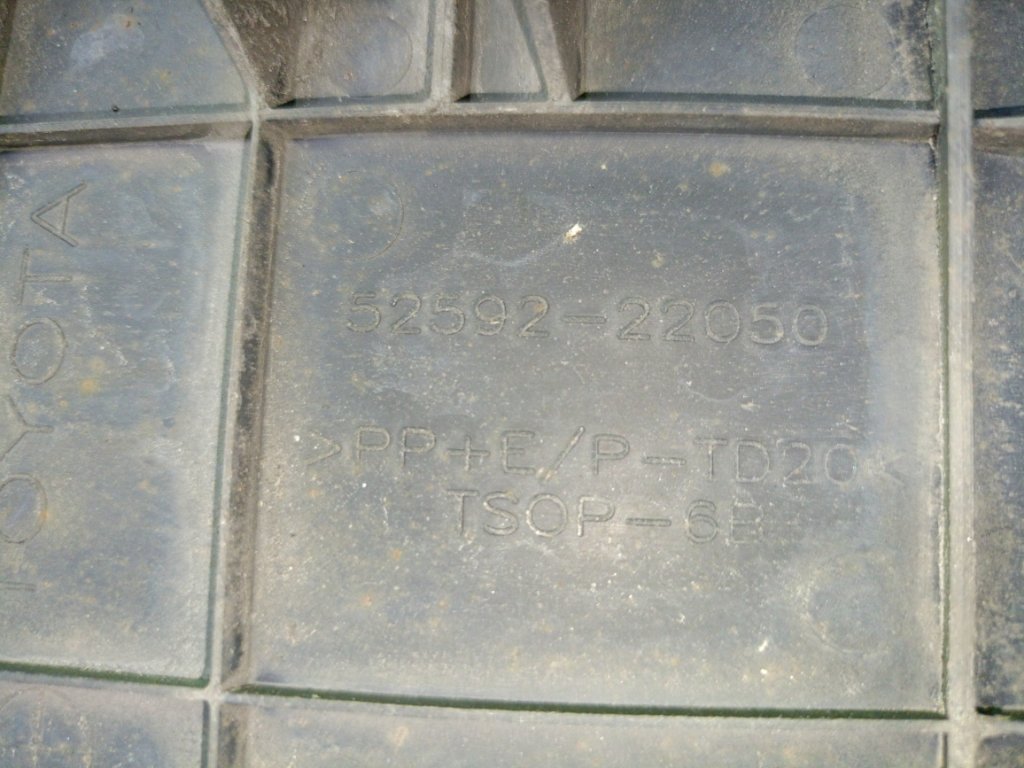 TOYOTA
52592-22050
>PP+E/P-TD20<
TSOP-6B